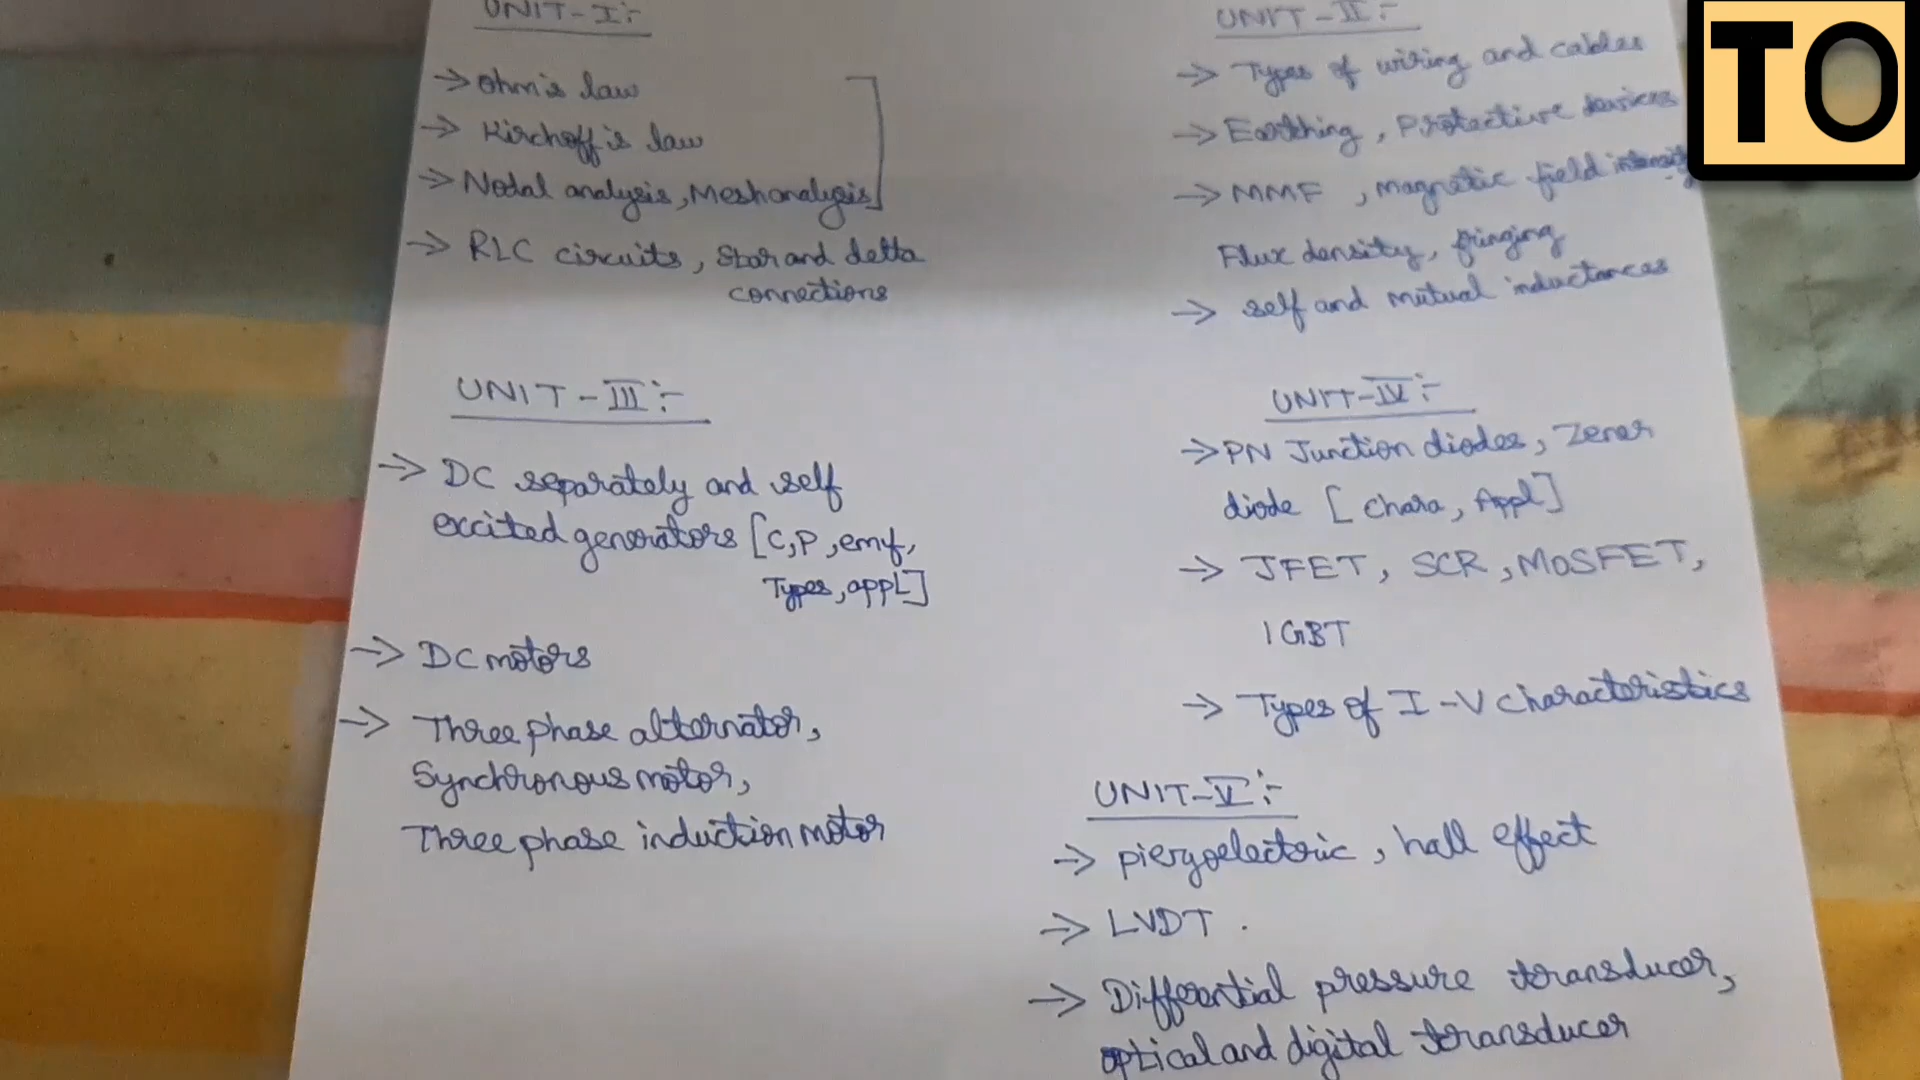 UNIT-I:-
→ Ohm's law
→ Kirchoff's law
→ Nodal analysis, Mesh analysis
→ RLC circuits, Star and delta
connections
UNIT-II:-
→ Types of wiring and cables
→ Earthing, Protective devices
→ MMF, magnetic field intensity
Flux density, fringing
→ self and mutual inductances
UNIT-III:-
→ DC separately and self
excited generators [C,P,emf,
Types, appl]
→ DC motors
→ Three phase alternator,
Synchronous motor,
Three phase induction motor
UNIT-IV:-
→ PN Junction diodes, Zener
diode [chara, Appl]
→ JFET, SCR, MOSFET,
IGBT
→ Types of I-V characteristics
UNIT-V:-
→ piezoelectric, hall effect
→ LVDT.
→ Differential pressure transducer,
optical and digital transducer
TO